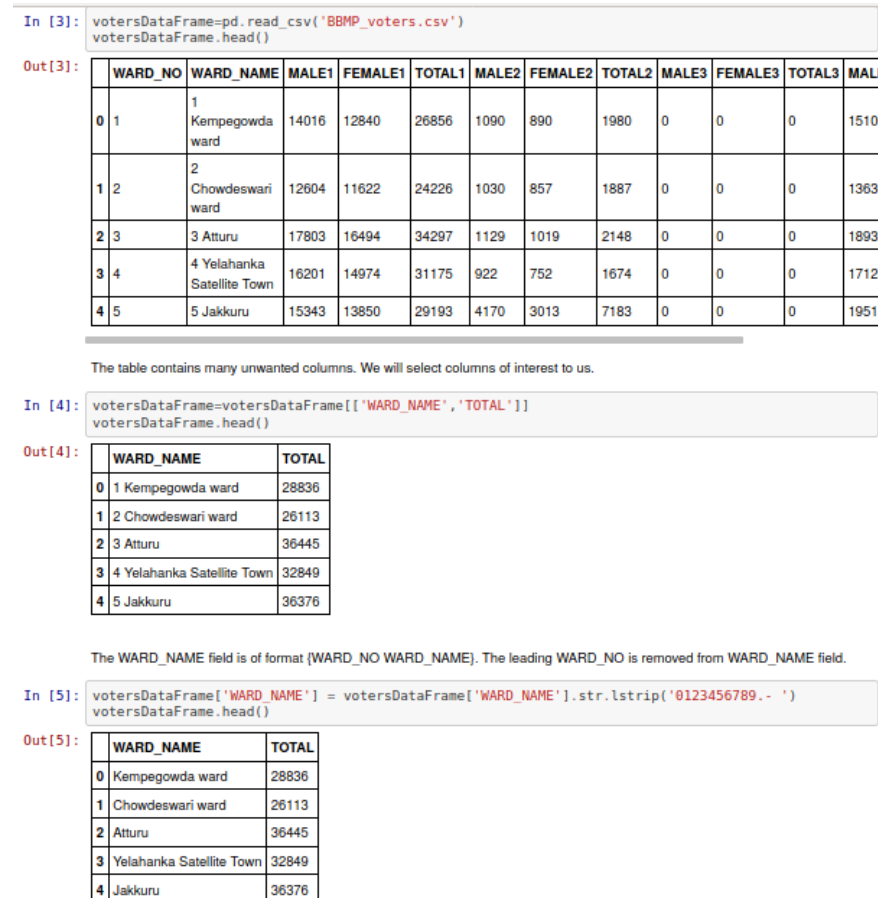 In [3]: votersDataFrame=pd.read_csv('BBMP_voters.csv')
votersDataFrame.head()
Out[3]:
WARD_NO WARD_NAME MALE1 FEMALE1 TOTAL1 MALE2 FEMALE2 TOTAL2 MALE3 FEMALE3 TOTAL3 MAL
0 1 1 Kempegowda ward 14016 12840 26856 1090 890 1980 0 0 0 1510
1 2 2 Chowdeswari ward 12604 11622 24226 1030 857 1887 0 0 0 1363
2 3 3 Atturu 17803 16494 34297 1129 1019 2148 0 0 0 1893
3 4 4 Yelahanka Satellite Town 16201 14974 31175 922 752 1674 0 0 0 1712
4 5 5 Jakkuru 15343 13850 29193 4170 3013 7183 0 0 0 1951
The table contains many unwanted columns. We will select columns of interest to us.
In [4]: votersDataFrame=votersDataFrame[['WARD_NAME','TOTAL']]
votersDataFrame.head()
Out[4]:
WARD_NAME TOTAL
0 1 Kempegowda ward 28836
1 2 Chowdeswari ward 26113
2 3 Atturu 36445
3 4 Yelahanka Satellite Town 32849
4 5 Jakkuru 36376
The WARD_NAME field is of format {WARD_NO WARD_NAME}. The leading WARD_NO is removed from WARD_NAME field.
In [5]: votersDataFrame['WARD_NAME'] = votersDataFrame['WARD_NAME'].str.lstrip('0123456789.- ')
votersDataFrame.head()
Out[5]:
WARD_NAME TOTAL
0 Kempegowda ward 28836
1 Chowdeswari ward 26113
2 Atturu 36445
3 Yelahanka Satellite Town 32849
4 Jakkuru 36376